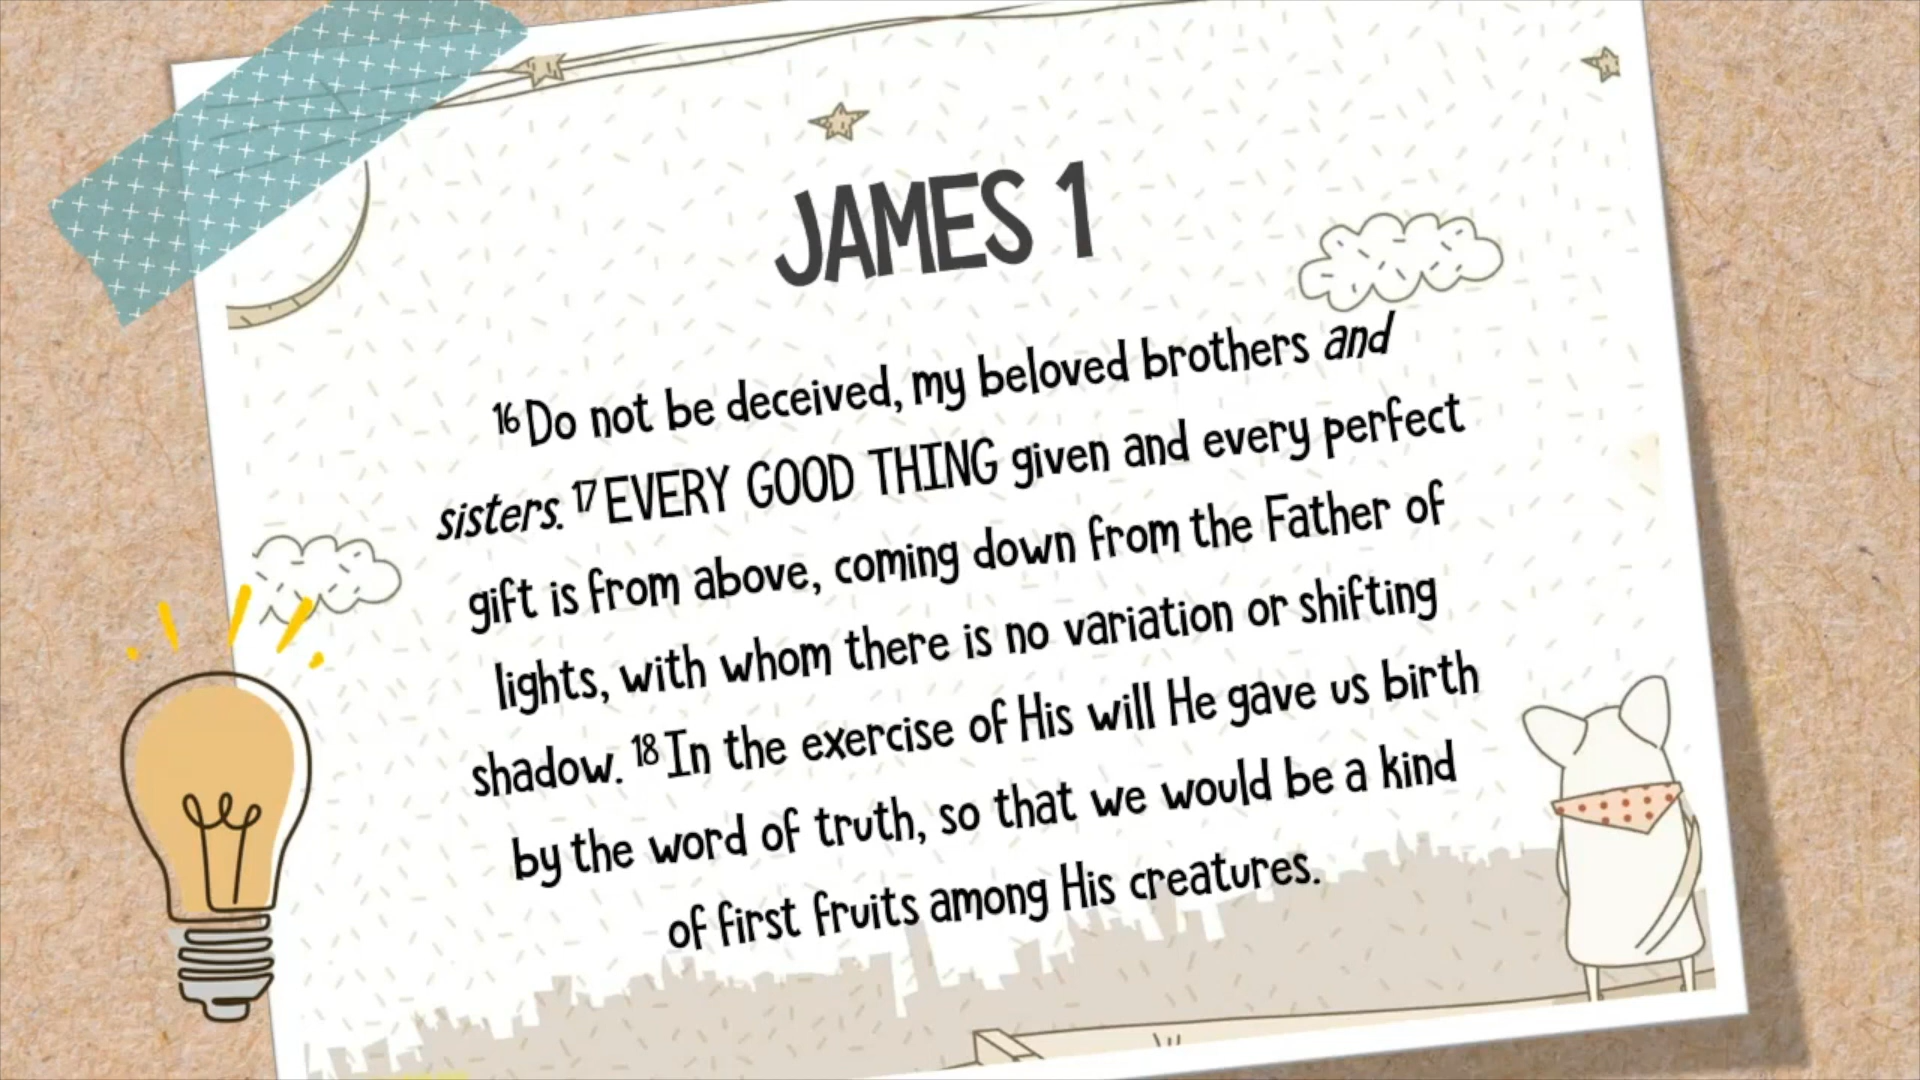 JAMES 1
16 Do not be deceived, my beloved brothers and
sisters. 17 EVERY GOOD THING given and every perfect
gift is from above, coming down from the Father of
lights, with whom there is no variation or shifting
shadow. 18 In the exercise of His will He gave us birth
by the word of truth, so that we would be a kind
of first fruits among His creatures.